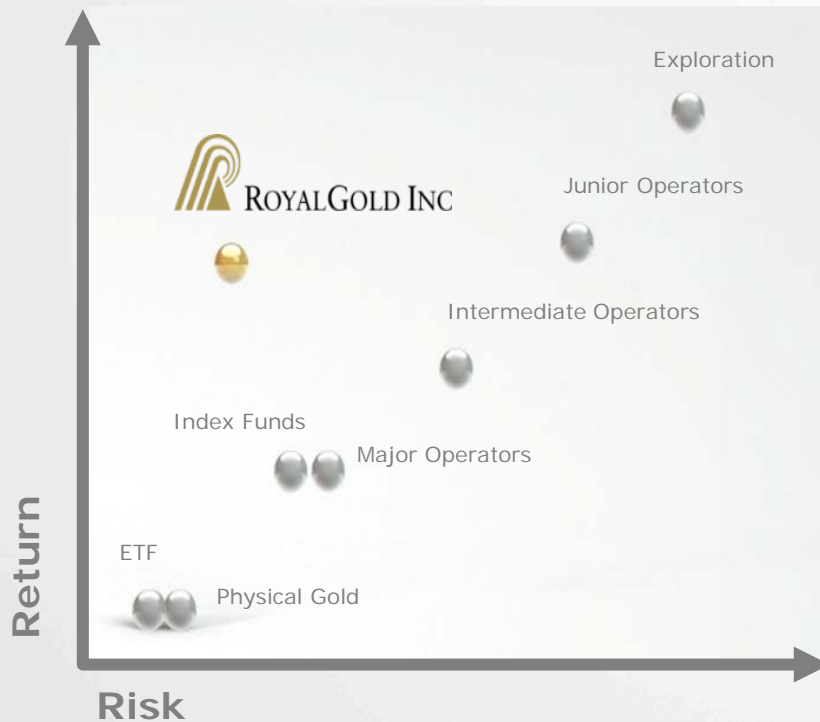 Exploration
Junior Operators
ROYALGOLD INC
Intermediate Operators
Index Funds
Major Operators
ETF
Physical Gold
Return
Risk